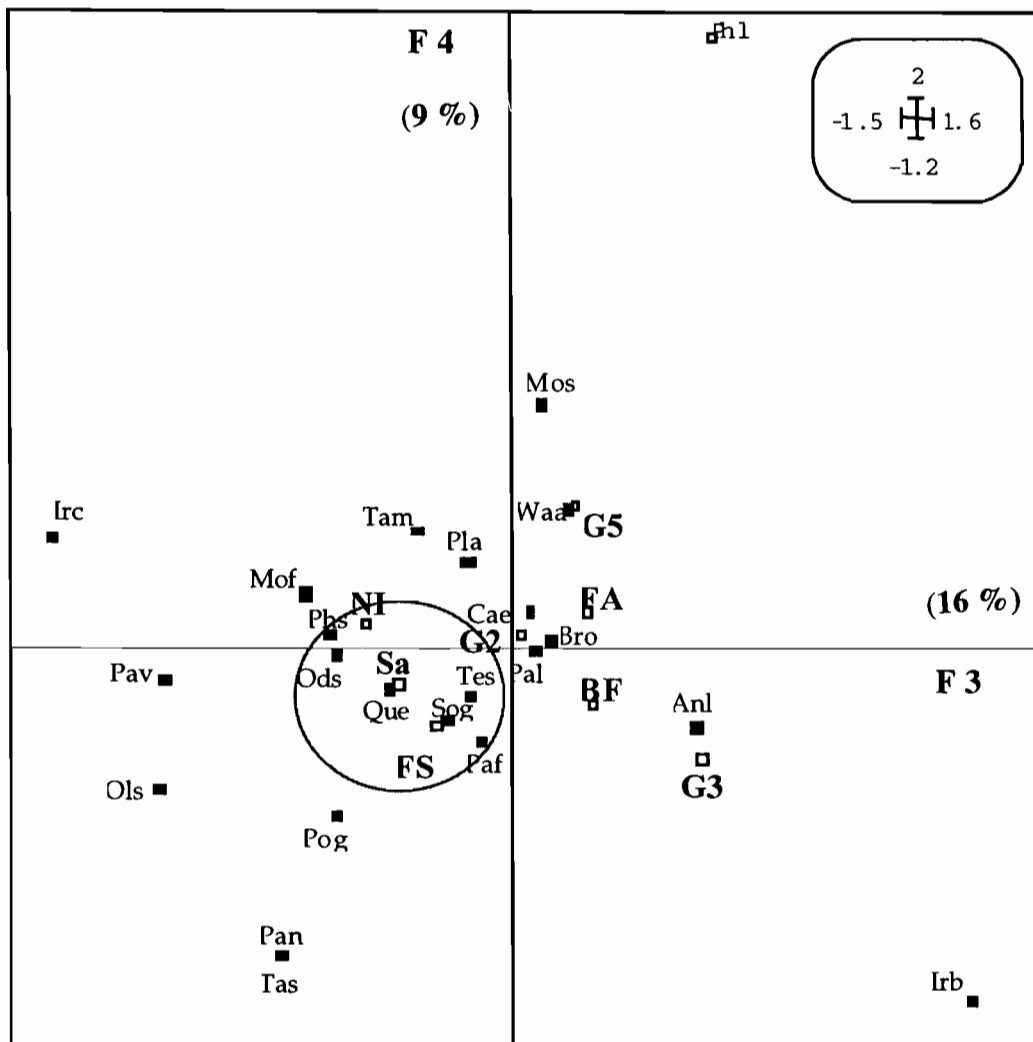 F 4
hl
2
(9 %)
-1.5 1.6
-1.2
Mos
Irc
Tam
Waa
G5
Pla
Mof
NI
FA
(16 %)
Phs
Cae
G2
Bro
Sa
Pav
Ods
Tes
Pal
BF
F 3
Que
Sog
Anl
FS
Paf
G3
Ols
Pog
Pan
Tas
Irb